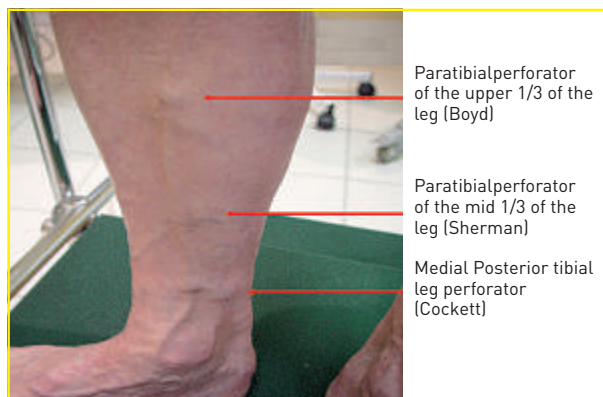 Paratibialperforator
of the upper 1/3 of the
leg (Boyd)
Paratibialperforator
of the mid 1/3 of the
leg (Sherman)
Medial Posterior tibial
leg perforator
(Cockett)